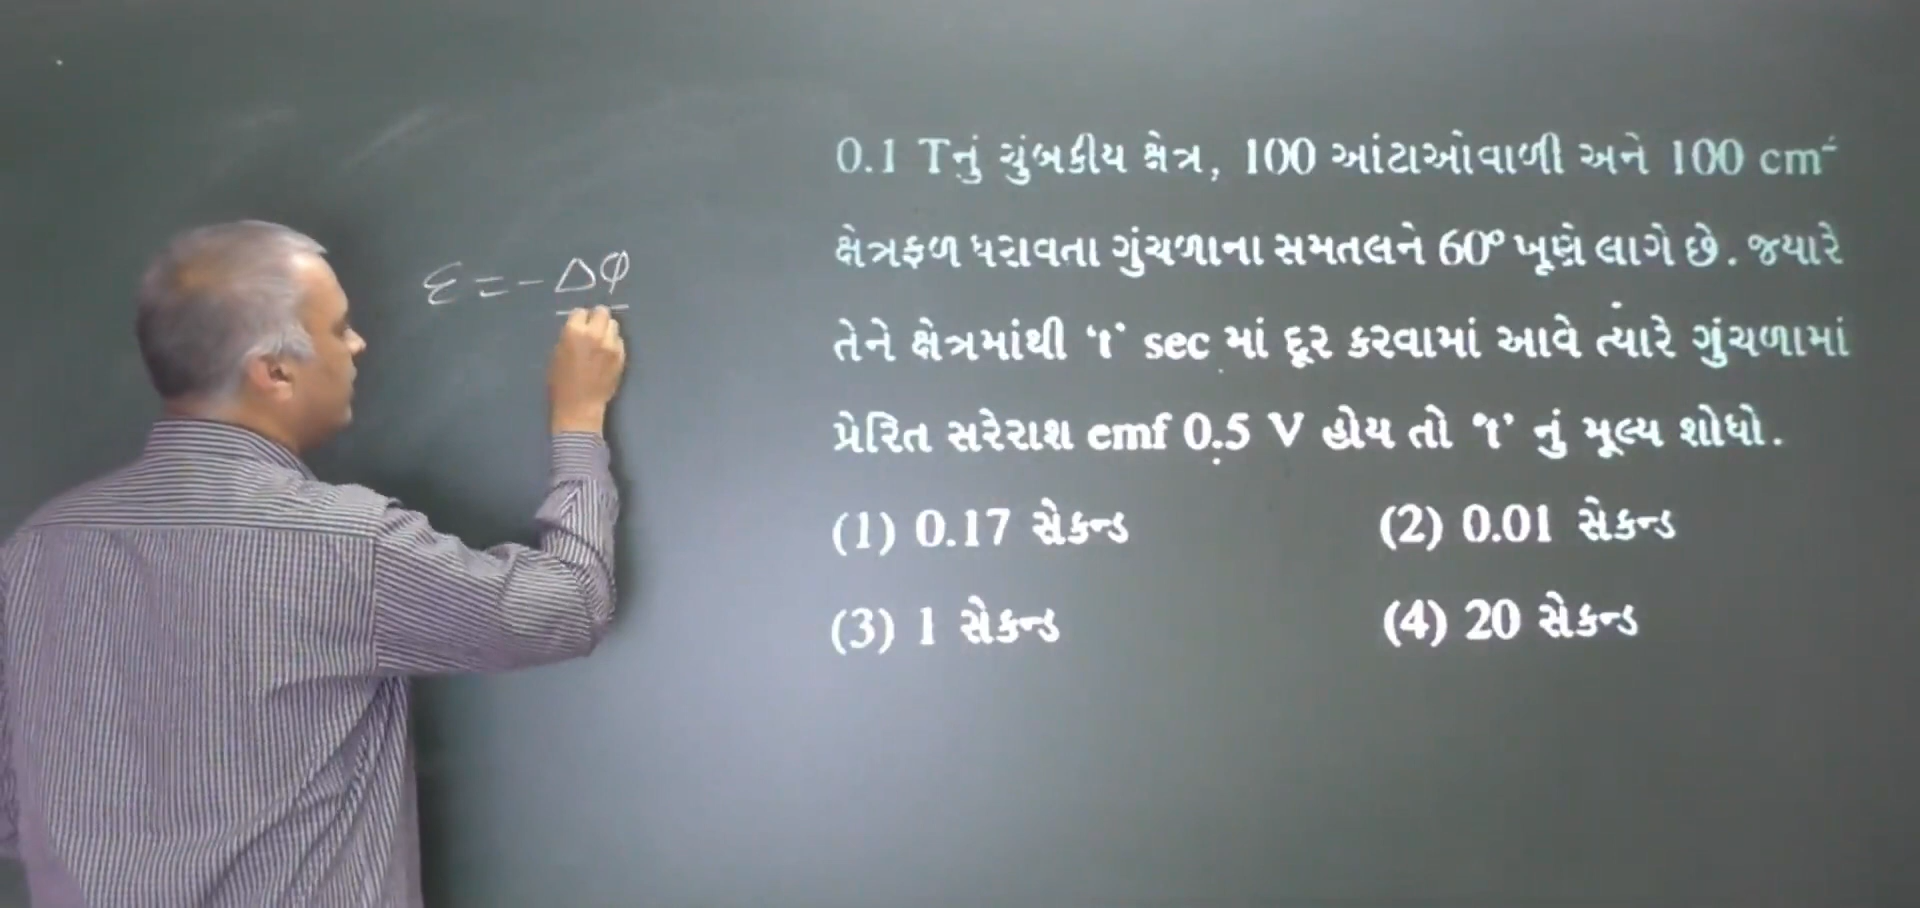 ε = - ΔΦ
0.1 Tનું ચુંબકીય ક્ષેત્ર, 100 આંટાઓવાળી અને 100 cm²
ક્ષેત્રફળ ધરાવતા ગુંચળાના સમતલને 60° ખૂણે લાગે છે. જયારે
તેને ક્ષેત્રમાંથી ‘t’ sec માં દૂર કરવામાં આવે ત્યારે ગુંચળામાં
પ્રેરિત સરેરાશ emf 0.5 V હોય તો ‘t’ નું મૂલ્ય શોધો.
(1) 0.17 સેકન્ડ (2) 0.01 સેકન્ડ
(3) 1 સેકન્ડ (4) 20 સેકન્ડ